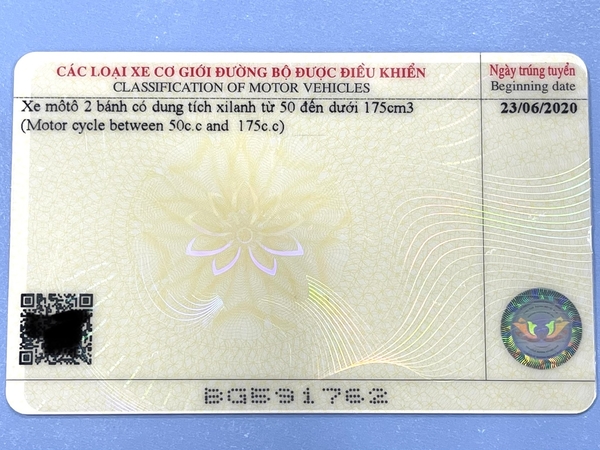 CÁC LOẠI XE CƠ GIỚI ĐƯỜNG BỘ ĐƯỢC ĐIỀU KHIỂN
CLASSIFICATION OF MOTOR VEHICLES
Ngày trúng tuyển
Beginning date
Xe môtô 2 bánh có dung tích xilanh từ 50 đến dưới 175cm3
(Motor cycle between 50c.c and 175c.c)
23/06/2020
BG591762